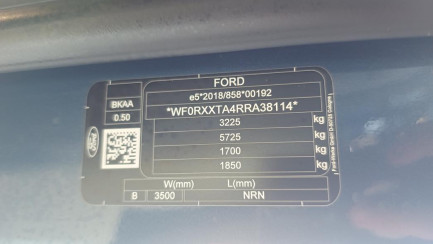 FORD
BKAA
e5*2018/858*00192
0.50
*WF0RXXTA4RRA38114*
3225 kg
5725 kg
1700 kg
1850 kg
Ford
W(mm) L(mm)
B 3500 NRN